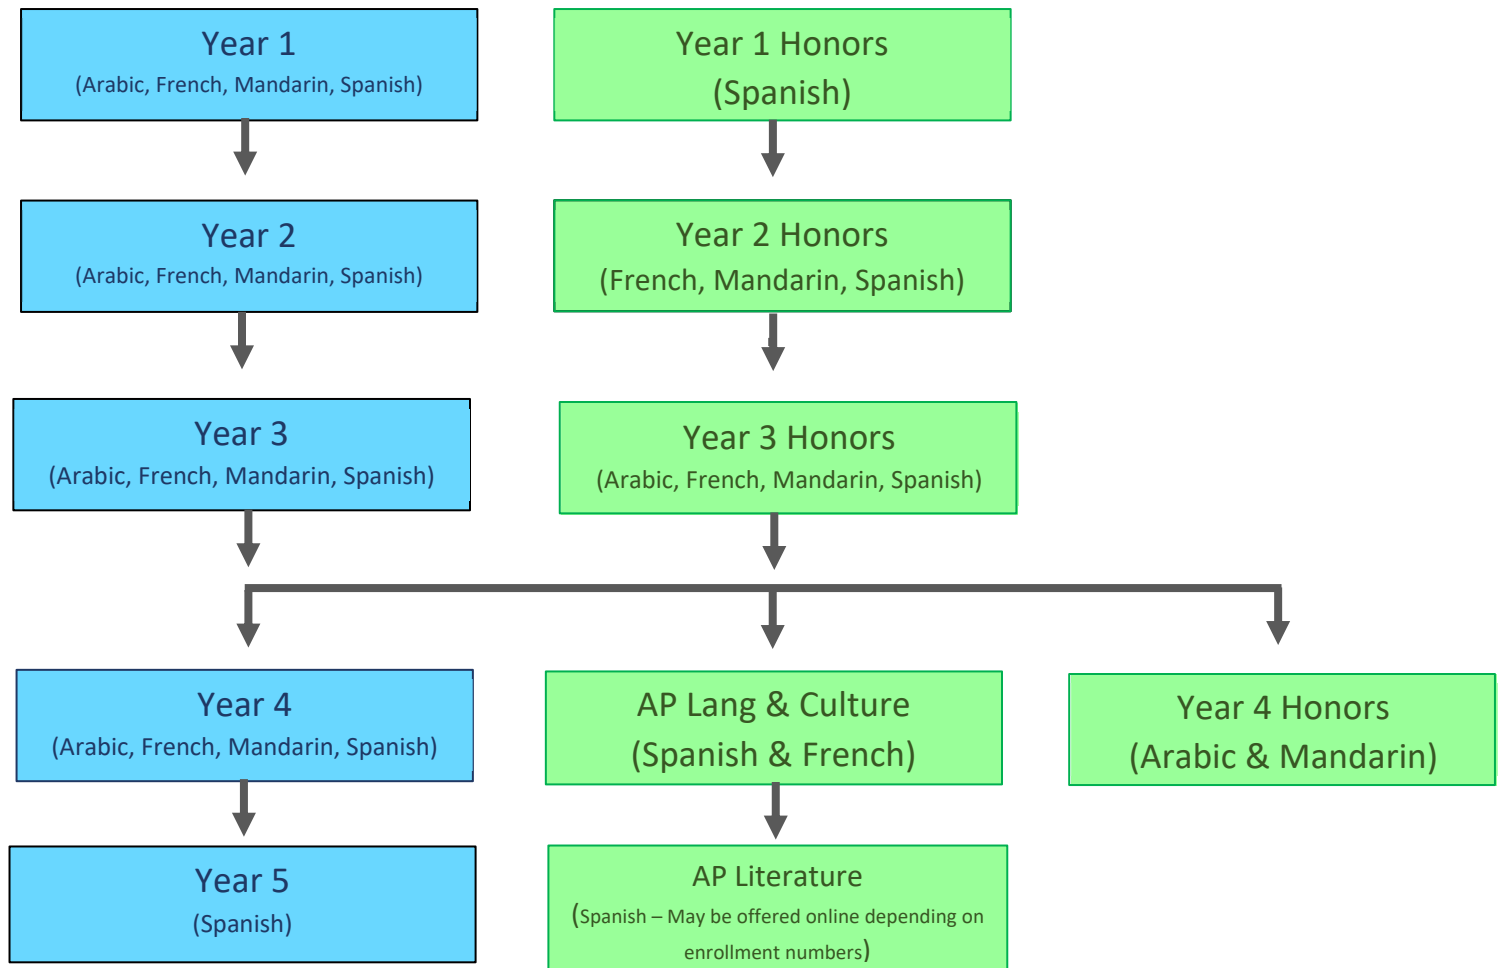 Year 1
(Arabic, French, Mandarin, Spanish)
Year 1 Honors
(Spanish)
Year 2
(Arabic, French, Mandarin, Spanish)
Year 2 Honors
(French, Mandarin, Spanish)
Year 3
(Arabic, French, Mandarin, Spanish)
Year 3 Honors
(Arabic, French, Mandarin, Spanish)
Year 4
(Arabic, French, Mandarin, Spanish)
AP Lang & Culture
(Spanish & French)
Year 4 Honors
(Arabic & Mandarin)
Year 5
(Spanish)
AP Literature
(Spanish – May be offered online depending on
enrollment numbers)